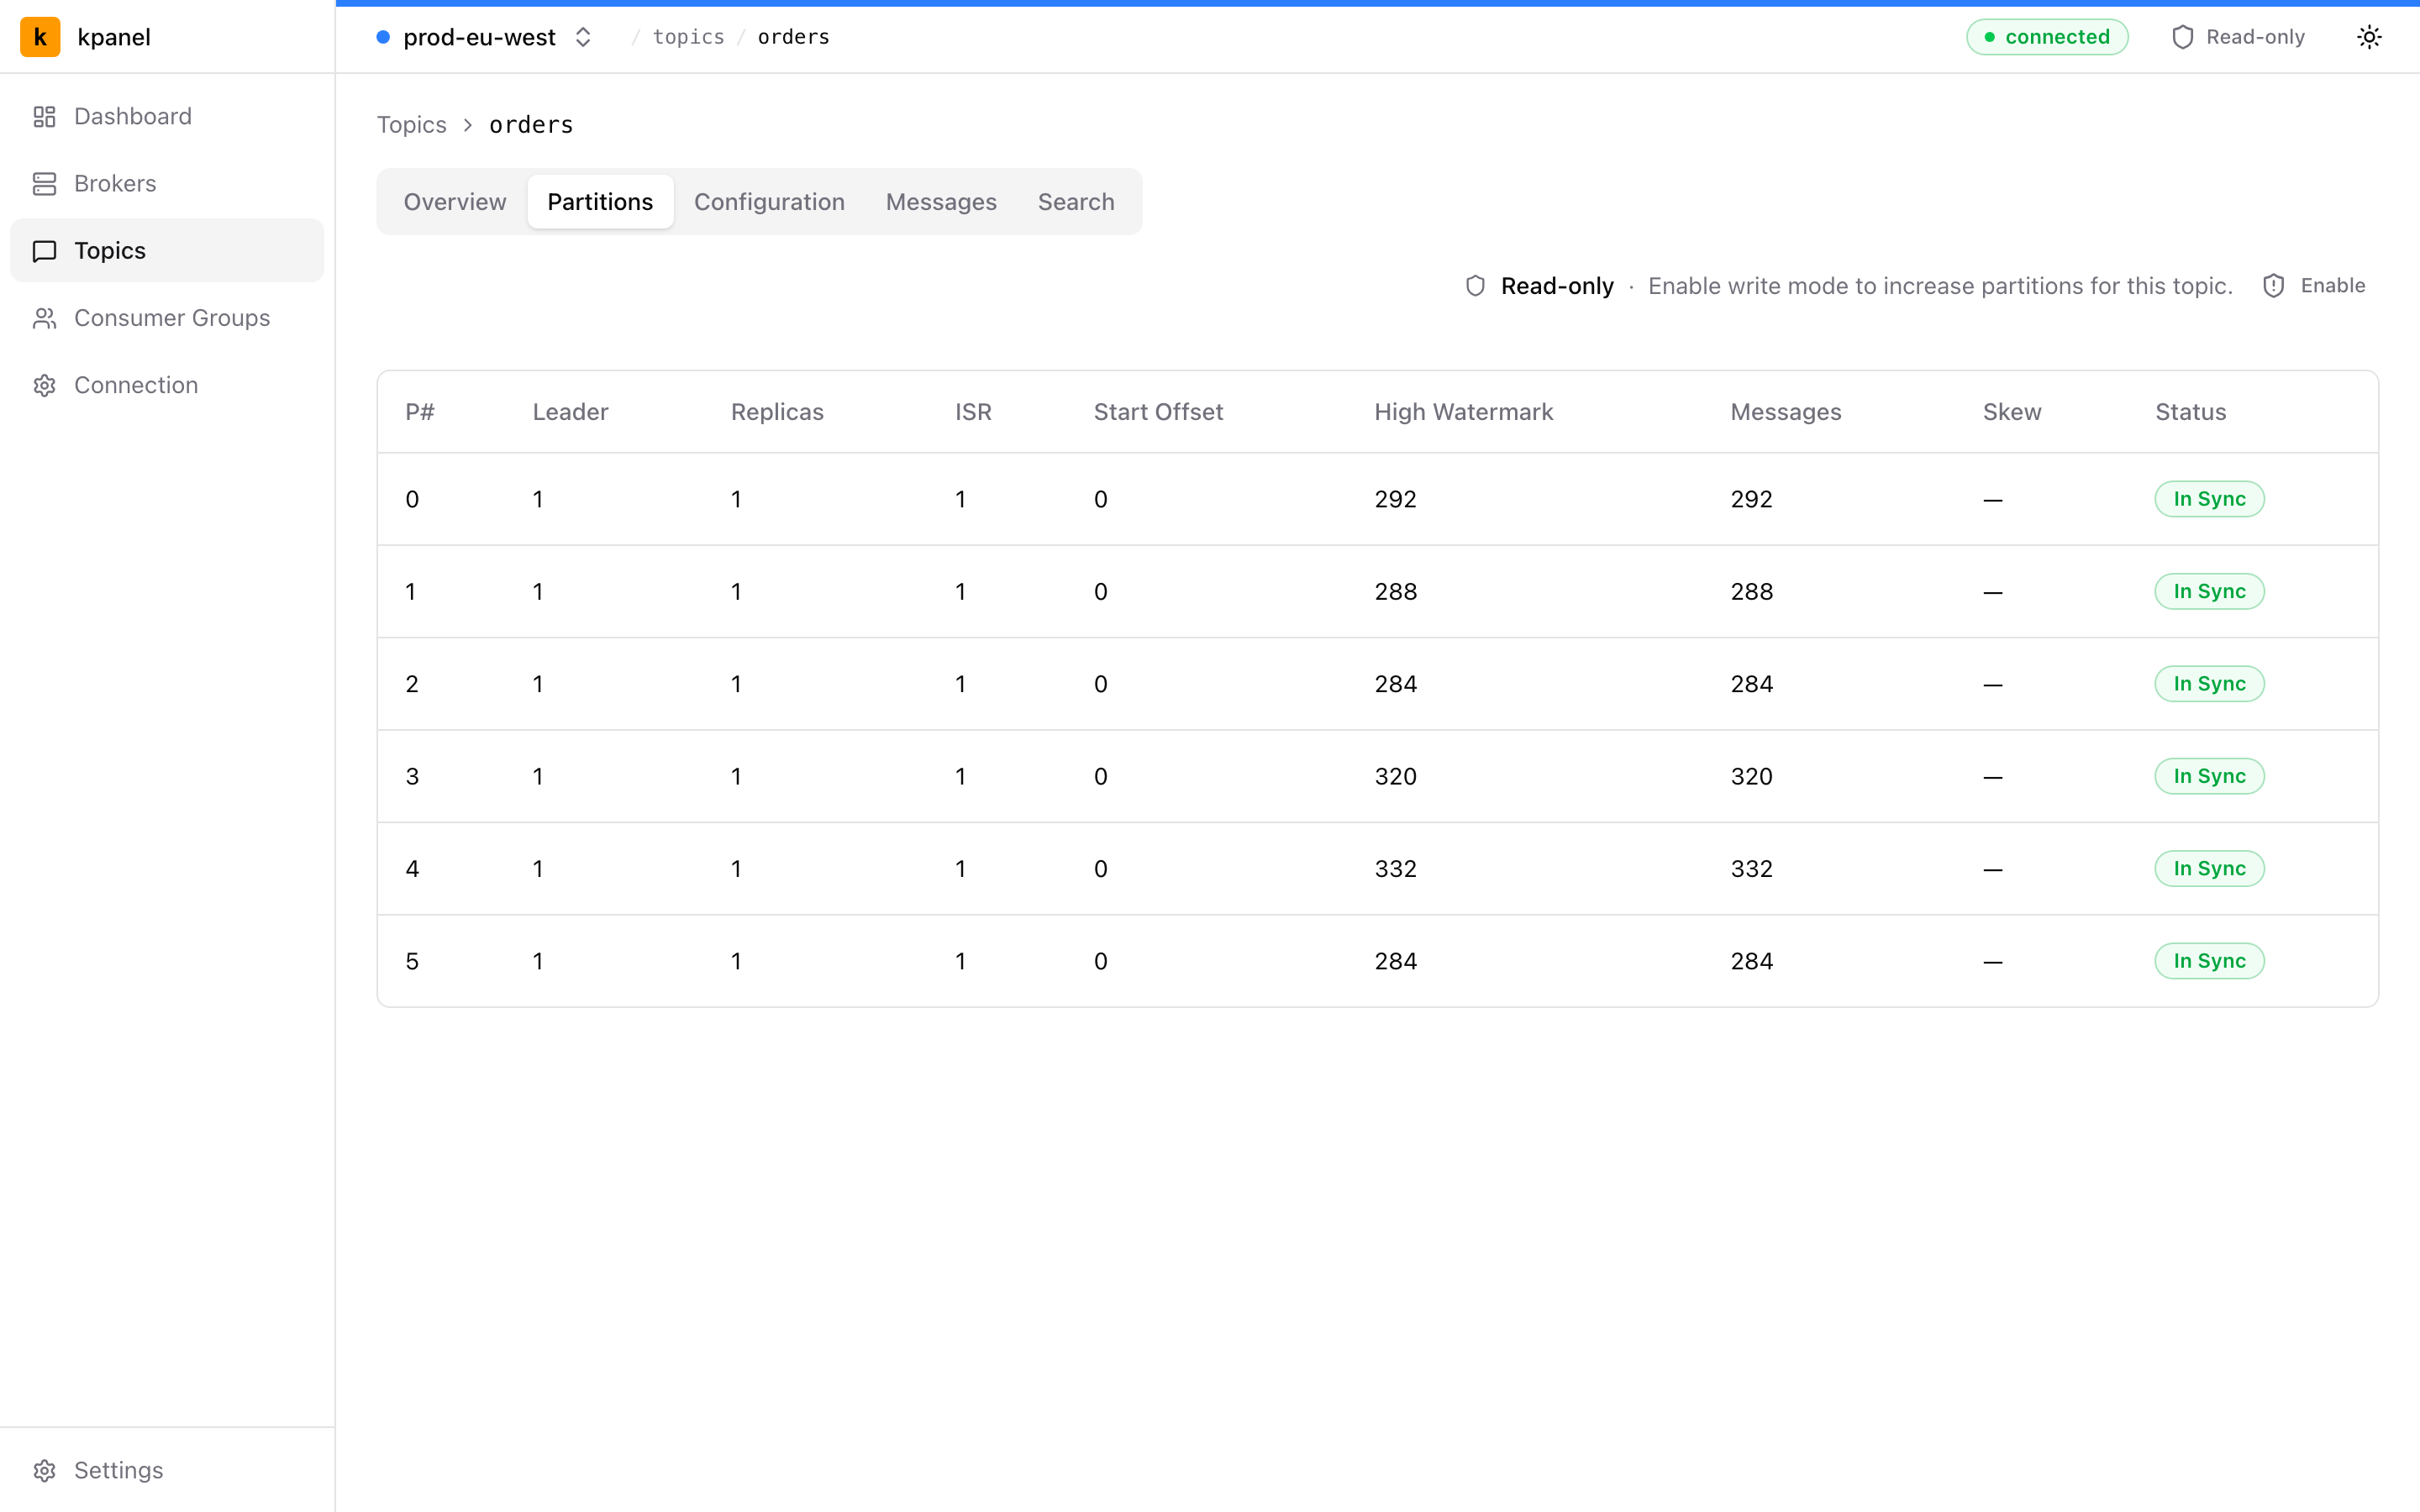 k kpanel
prod-eu-west / topics / orders connected Read-only
Dashboard
Brokers
Topics
Consumer Groups
Connection
Settings
Topics > orders
Overview Partitions Configuration Messages Search
Read-only · Enable write mode to increase partitions for this topic. Enable
P# Leader Replicas ISR Start Offset High Watermark Messages Skew Status
0 1 1 1 0 292 292 — In Sync
1 1 1 1 0 288 288 — In Sync
2 1 1 1 0 284 284 — In Sync
3 1 1 1 0 320 320 — In Sync
4 1 1 1 0 332 332 — In Sync
5 1 1 1 0 284 284 — In Sync